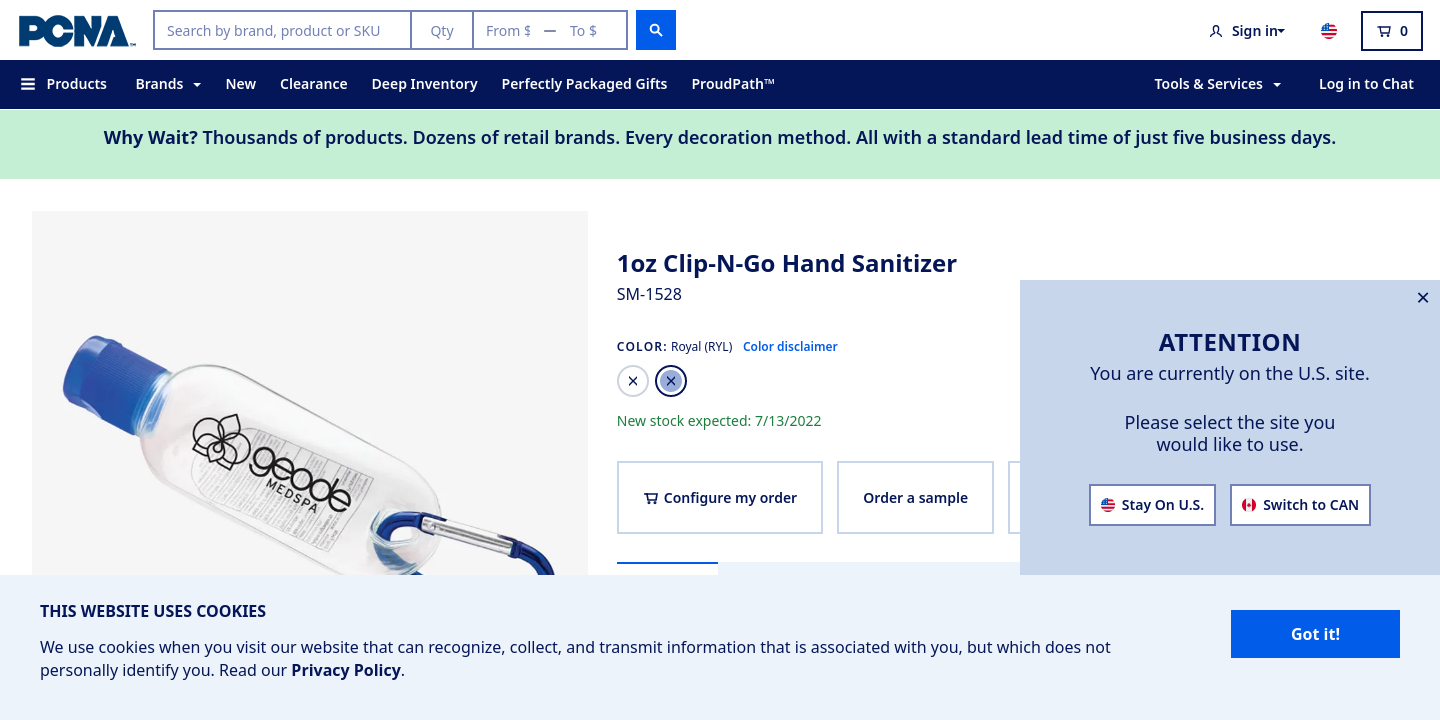 PCNA™
Search by brand, product or SKU
Qty
From $
—
To $
Sign in
0
Products
Brands
New
Clearance
Deep Inventory
Perfectly Packaged Gifts
ProudPath™
Tools & Services
Log in to Chat
Why Wait? Thousands of products. Dozens of retail brands. Every decoration method. All with a standard lead time of just five business days.
1oz Clip-N-Go Hand Sanitizer
SM-1528
COLOR: Royal (RYL) Color disclaimer
New stock expected: 7/13/2022
Configure my order
Order a sample
geode
MEDSPA
ATTENTION
You are currently on the U.S. site.
Please select the site you
would like to use.
Stay On U.S.
Switch to CAN
THIS WEBSITE USES COOKIES
We use cookies when you visit our website that can recognize, collect, and transmit information that is associated with you, but which does not
personally identify you. Read our Privacy Policy.
Got it!